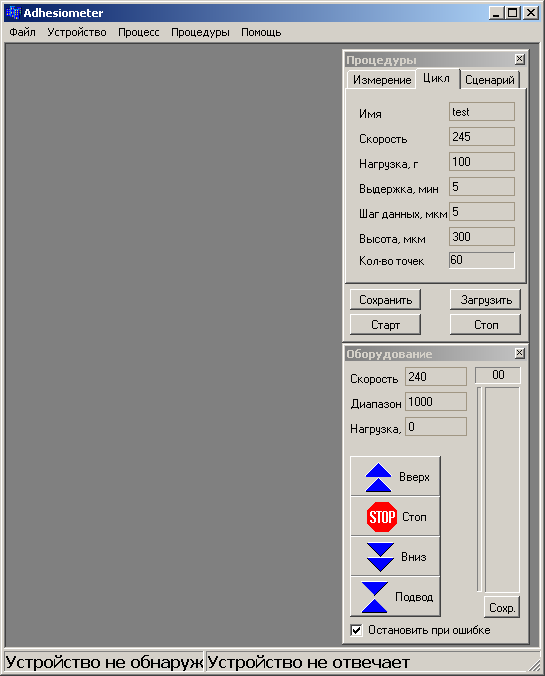 Adhesiometer
Файл Устройство Процесс Процедуры Помощь
Процедуры
Измерение Цикл Сценарий
Имя test
Скорость 245
Нагрузка, г 100
Выдержка, мин 5
Шаг данных, мкм 5
Высота, мкм 300
Кол-во точек 60
Сохранить Загрузить
Старт Стоп
Оборудование
Скорость 240 00
Диапазон 1000
Нагрузка, 0
Вверх
STOP Стоп
Вниз
Подвод
Сохр.
Остановить при ошибке
Устройство не обнаруж Устройство не отвечает